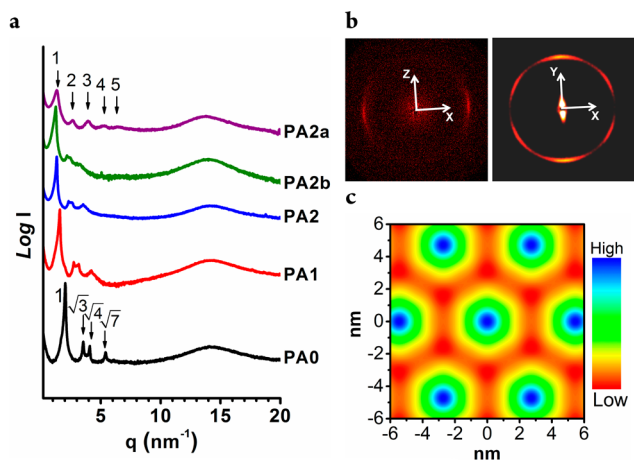 a
1
2
3
4
5
PA2a
PA2b
PA2
PA1
1
√3
√4
√7
PA0
Log I
0
5
10
15
20
q (nm⁻¹)
b
Z
X
Y
X
c
6
4
2
0
-2
-4
-6
nm
-6
-4
-2
0
2
4
6
nm
High
Low